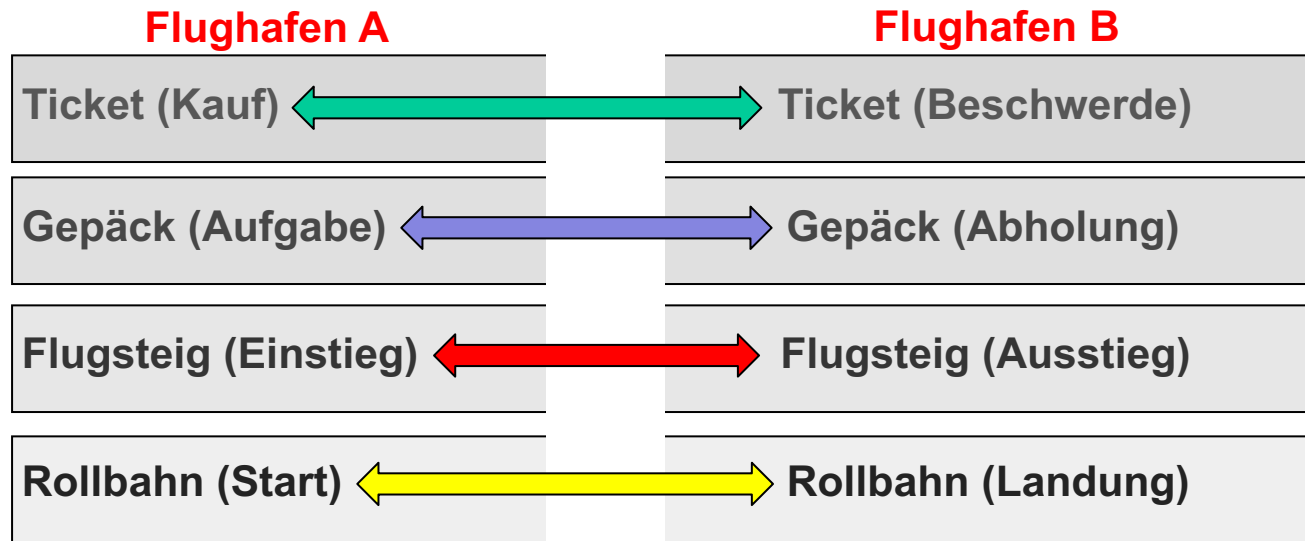 Flughafen A
Flughafen B
Ticket (Kauf)
Ticket (Beschwerde)
Gepäck (Aufgabe)
Gepäck (Abholung)
Flugsteig (Einstieg)
Flugsteig (Ausstieg)
Rollbahn (Start)
Rollbahn (Landung)